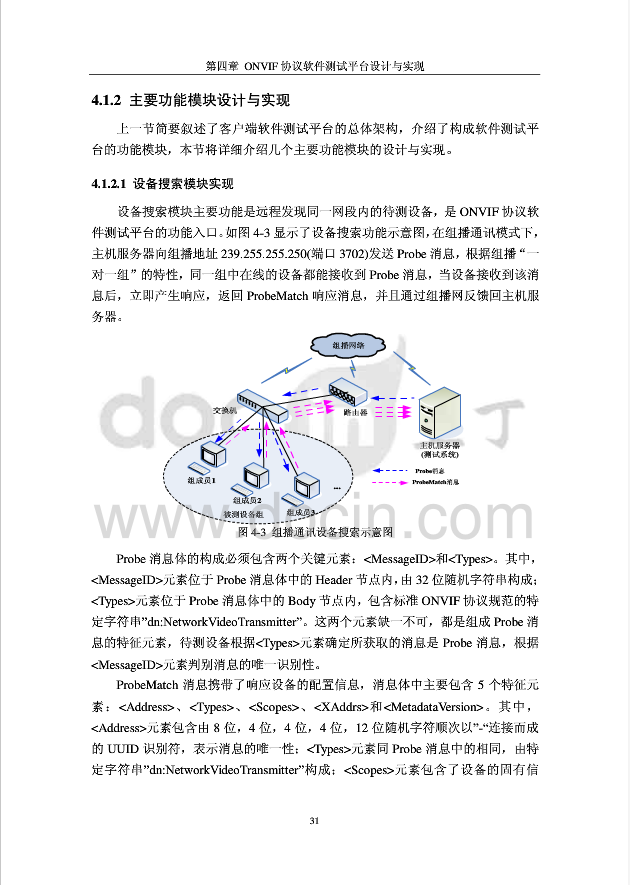 第四章 ONVIF 协议软件测试平台设计与实现
4.1.2 主要功能模块设计与实现
上一节简要叙述了客户端软件测试平台的总体架构，介绍了构成软件测试平
台的功能模块，本节将详细介绍几个主要功能模块的设计与实现。
4.1.2.1 设备搜索模块实现
设备搜索模块主要功能是远程发现同一网段内的待测设备，是 ONVIF 协议软
件测试平台的功能入口。如图 4-3 显示了设备搜索功能示意图，在组播通讯模式下，
主机服务器向组播地址 239.255.255.250(端口 3702)发送 Probe 消息，根据组播“一
对一组”的特性，同一组中在线的设备都能接收到 Probe 消息，当设备接收到该消
息后，立即产生响应，返回 ProbeMatch 响应消息，并且通过组播网反馈回主机服
务器。
组播网络
交换机
路由器
主机服务器
(测试系统)
组成员1
组成员2
组成员3
...
被测设备组
Probe消息
ProbeMatch消息
docin
丁
www.docin.com
图 4-3 组播通讯设备搜索示意图
Probe 消息体的构成必须包含两个关键元素：<MessageID>和<Types>。其中，
<MessageID>元素位于 Probe 消息体中的 Header 节点内，由 32 位随机字符串构成；
<Types>元素位于 Probe 消息体中的 Body 节点内，包含标准 ONVIF 协议规范的特
定字符串”dn:NetworkVideoTransmitter”。这两个元素缺一不可，都是组成 Probe 消
息的特征元素，待测设备根据<Types>元素确定所获取的消息是 Probe 消息，根据
<MessageID>元素判别消息的唯一识别性。
ProbeMatch 消息携带了响应设备的配置信息，消息体中主要包含 5 个特征元
素：<Address>、<Types>、<Scopes>、<XAddrs>和<MetadataVersion>。其中，
<Address>元素包含由 8 位，4 位，4 位，4 位，12 位随机字符顺次以”-“连接而成
的 UUID 识别符，表示消息的唯一性；<Types>元素同 Probe 消息中的相同，由特
定字符串”dn:NetworkVideoTransmitter”构成；<Scopes>元素包含了设备的固有信
31